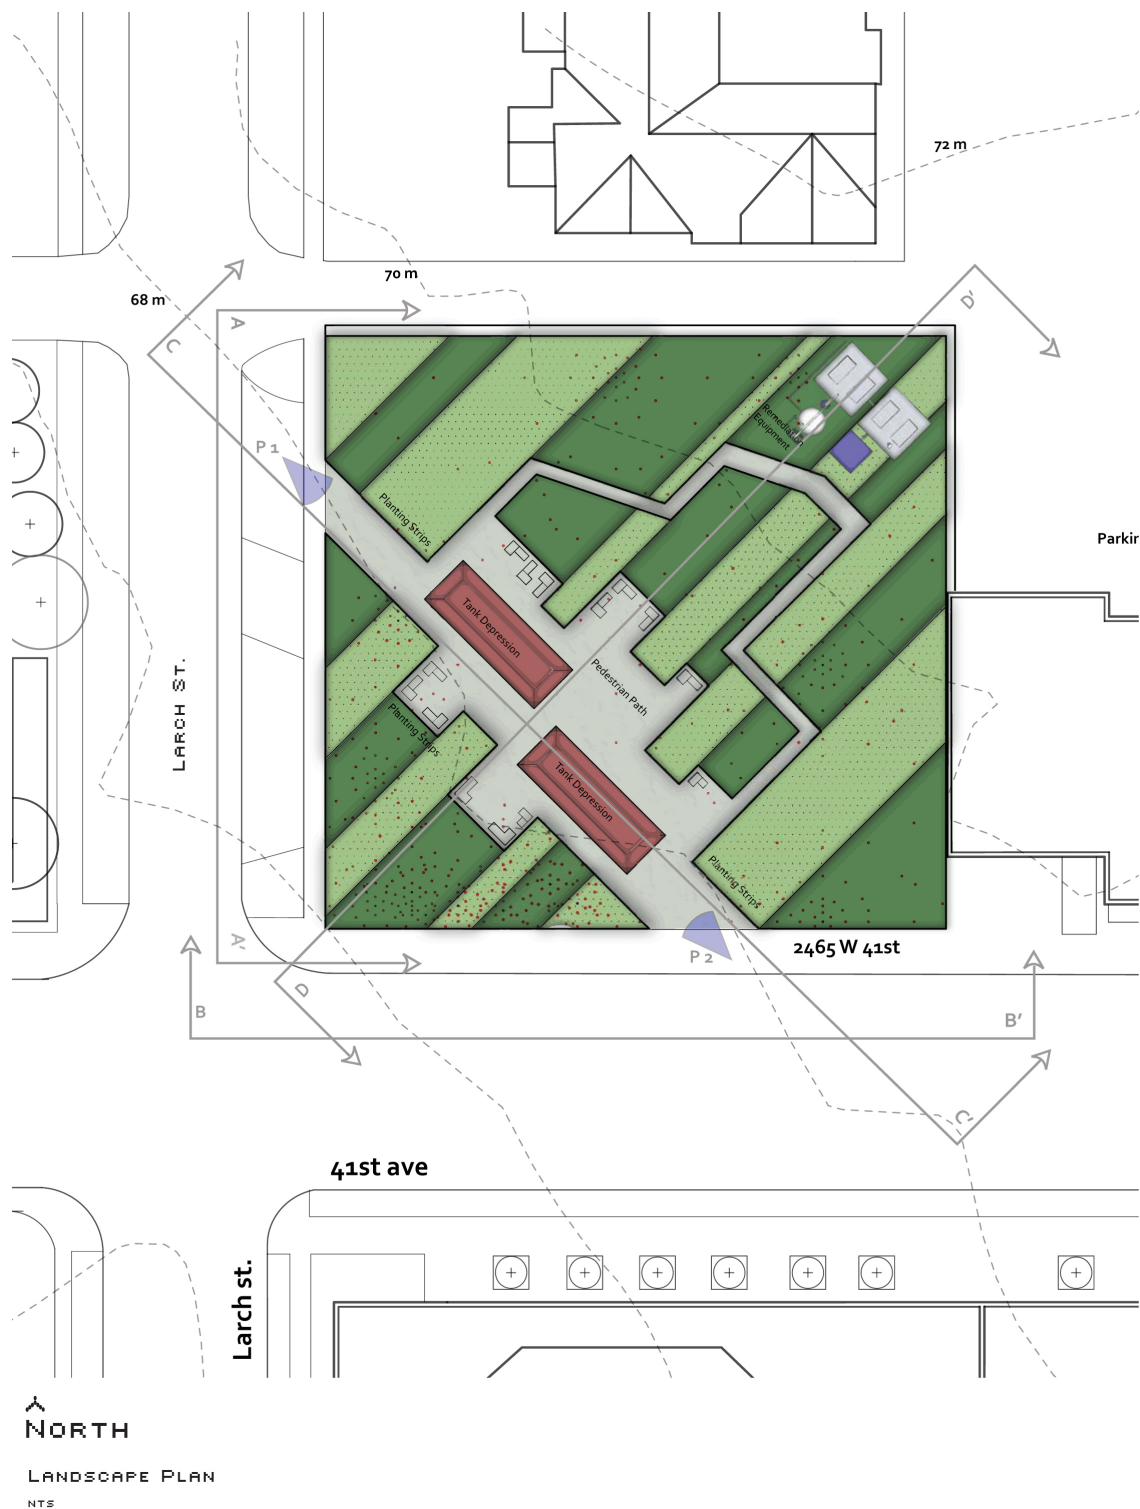 72 m
70 m
68 m
A
C
D'
P 1
Remediation
Equipment
Planting Strips
Parkir
Tank Depression
Pedestrian Path
LARCH ST.
Planting Strips
Tank Depression
Planting Strips
A'
2465 W 41st
P 2
D
B
B'
C'
41st ave
Larch st.
NORTH
LANDSCAPE PLAN
NTS